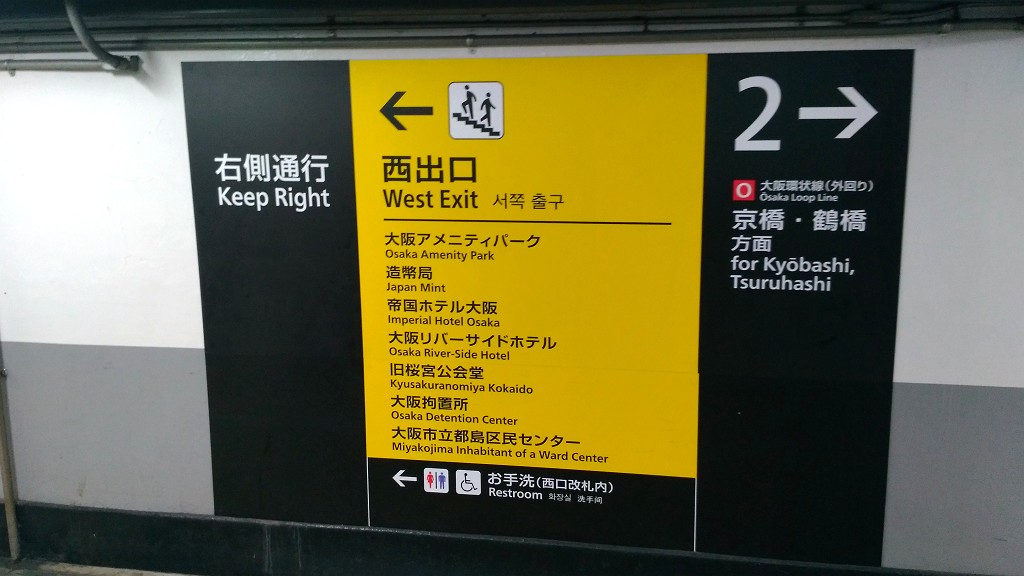 右側通行
Keep Right
西出口
West Exit 서쪽 출구
大阪アメニティパーク
Osaka Amenity Park
造幣局
Japan Mint
帝国ホテル大阪
Imperial Hotel Osaka
大阪リバーサイドホテル
Osaka River-Side Hotel
旧桜宮公会堂
Kyusakuranomiya Kokaido
大阪拘置所
Osaka Detention Center
大阪市立都島区民センター
Miyakojima Inhabitant of a Ward Center
お手洗(西口改札内)
Restroom 화장실 洗手间
2
O 大阪環状線(外回り)
Ōsaka Loop Line
京橋・鶴橋
方面
for Kyōbashi,
Tsuruhashi